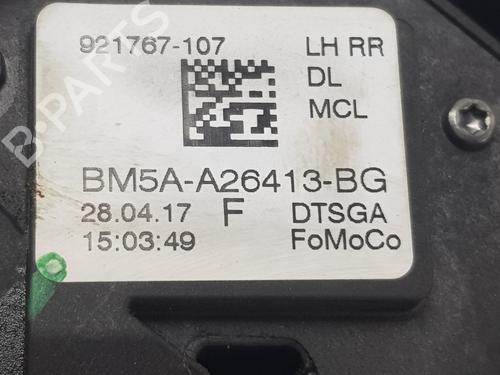 921767-107 LH RR
DL
MCL
BM5A-A26413-BG
28.04.17 F DTSGA
15:03:49 FoMoCo
B-PARTS